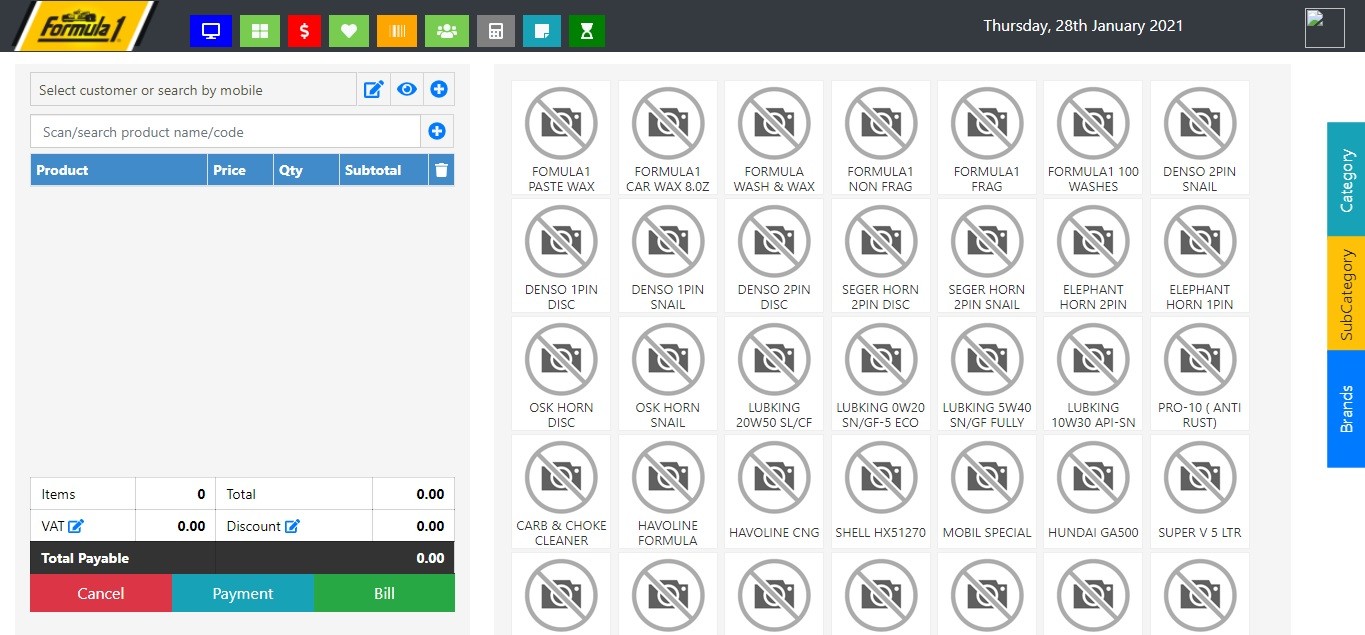 Formula 1
Thursday, 28th January 2021
Select customer or search by mobile
Scan/search product name/code
Product Price Qty Subtotal
Items 0 Total 0.00
VAT 0.00 Discount 0.00
Total Payable 0.00
Cancel Payment Bill
FOMULA1
PASTE WAX
FORMULA1
CAR WAX 8.0Z
FORMULA
WASH & WAX
FORMULA1
NON FRAG
FORMULA1
FRAG
FORMULA1 100
WASHES
DENSO 2PIN
SNAIL
DENSO 1PIN
DISC
DENSO 1PIN
SNAIL
DENSO 2PIN
DISC
SEGER HORN
2PIN DISC
SEGER HORN
2PIN SNAIL
ELEPHANT
HORN 2PIN
ELEPHANT
HORN 1PIN
OSK HORN
DISC
OSK HORN
SNAIL
LUBKING
20W50 SL/CF
LUBKING 0W20
SN/GF-5 ECO
LUBKING 5W40
SN/GF FULLY
LUBKING
10W30 API-SN
PRO-10 ( ANTI
RUST)
CARB & CHOKE
CLEANER
HAVOLINE
FORMULA
HAVOLINE CNG
SHELL HX51270
MOBIL SPECIAL
HUNDAI GA500
SUPER V 5 LTR
Category
SubCategory
Brands